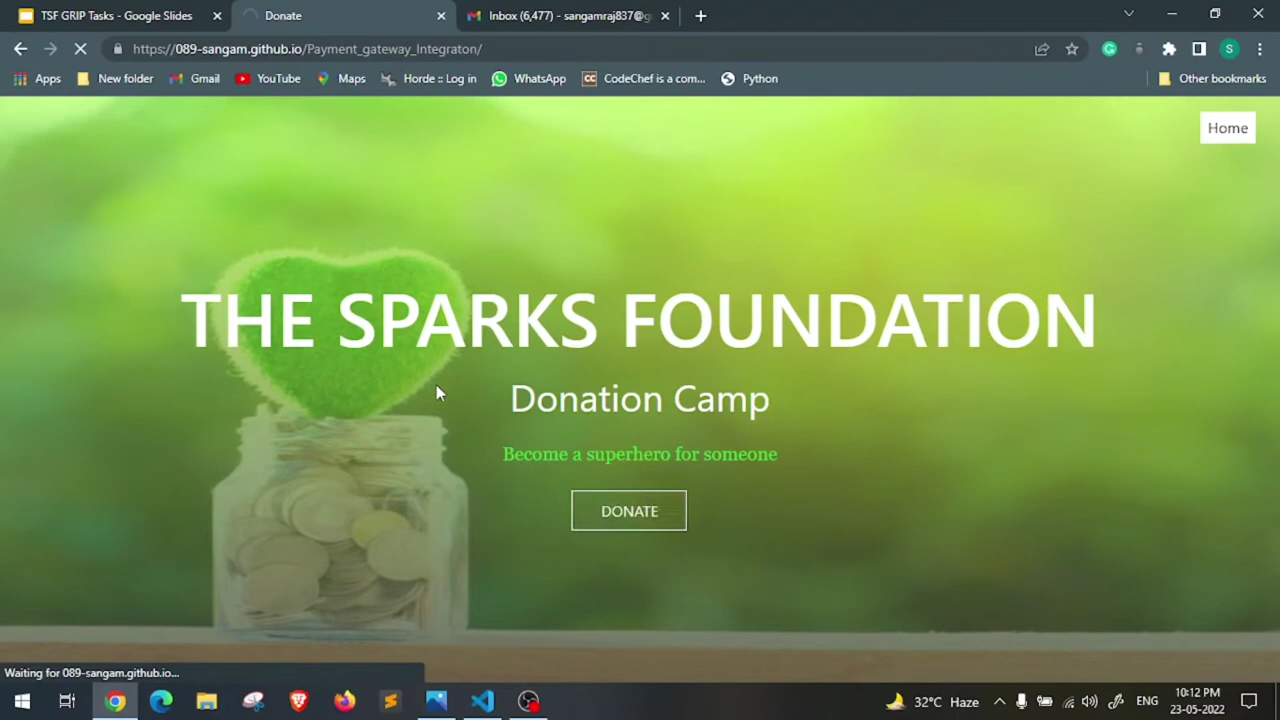 TSF GRIP Tasks - Google Slides
Donate
Inbox (6,477) - sangamraj837@g
https://089-sangam.github.io/Payment_gateway_Integraton/
S
Apps
New folder
Gmail
YouTube
Maps
Horde :: Log in
WhatsApp
CC
CodeChef is a com...
Python
Other bookmarks
Home
THE SPARKS FOUNDATION
Donation Camp
Become a superhero for someone
DONATE
Waiting for 089-sangam.github.io...
32°C Haze
ENG
10:12 PM
23-05-2022